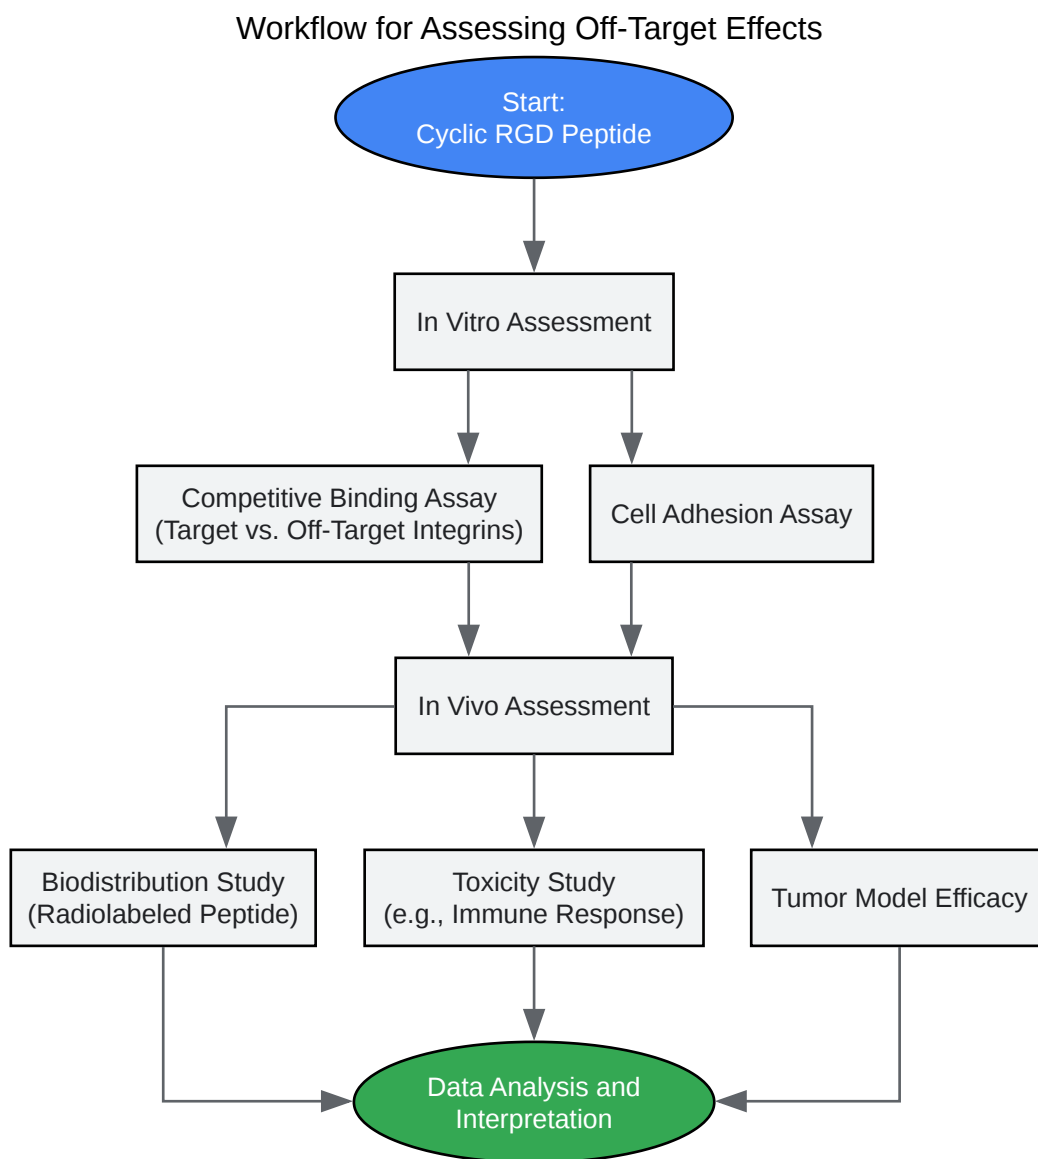 Workflow for Assessing Off-Target Effects
Start:
Cyclic RGD Peptide
In Vitro Assessment
Competitive Binding Assay
(Target vs. Off-Target Integrins)
Cell Adhesion Assay
In Vivo Assessment
Biodistribution Study
(Radiolabeled Peptide)
Toxicity Study
(e.g., Immune Response)
Tumor Model Efficacy
Data Analysis and
Interpretation